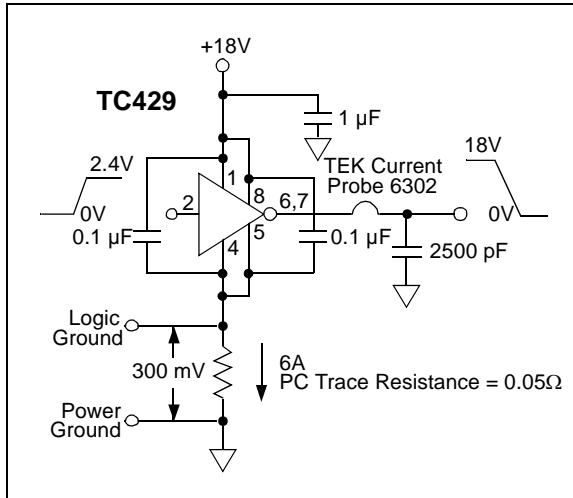 +18V
TC429
1 µF
2.4V
0V
TEK Current
Probe 6302
18V
0V
1
8
2
6,7
4
5
0.1 µF
0.1 µF
2500 pF
Logic
Ground
300 mV
6A
PC Trace Resistance = 0.05Ω
Power
Ground